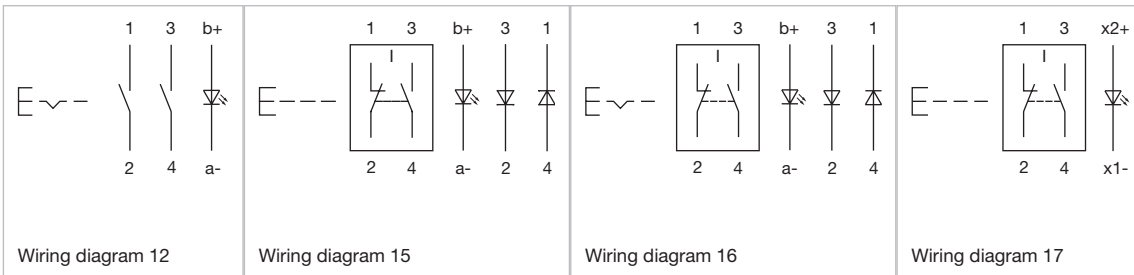 1 3 b+
2 4 a-
Wiring diagram 12
1 3 b+ 3 1
I
2 4 a- 2 4
Wiring diagram 15
1 3 b+ 3 1
I
2 4 a- 2 4
Wiring diagram 16
1 3 x2+
I
2 4 x1-
Wiring diagram 17